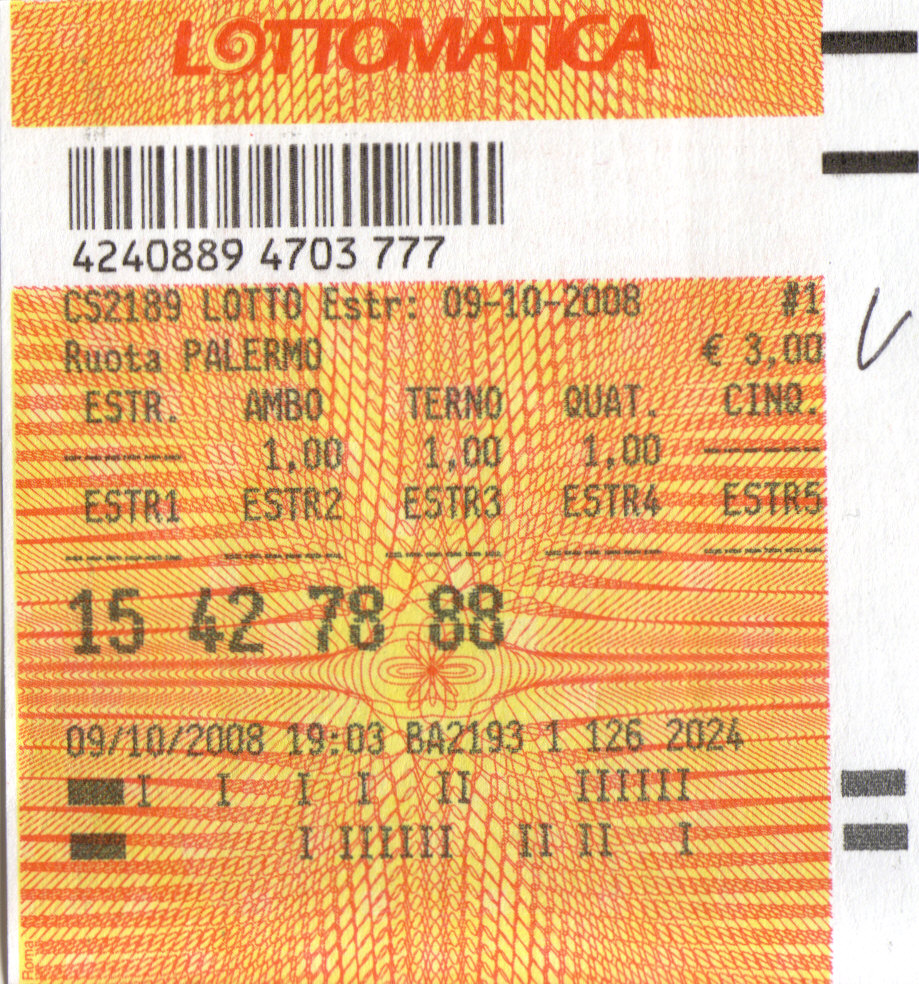 LOTTOMATICA
4240889 4703 777
CS2189 LOTTO Estr: 09-10-2008 #1
Ruota PALERMO € 3,00
ESTR. AMBO TERNO QUAT. CINQ.
1,00 1,00 1,00
ESTR1 ESTR2 ESTR3 ESTR4 ESTR5
15 42 78 88
09/10/2008 19:03 BA2193 1 126 2024
Roma